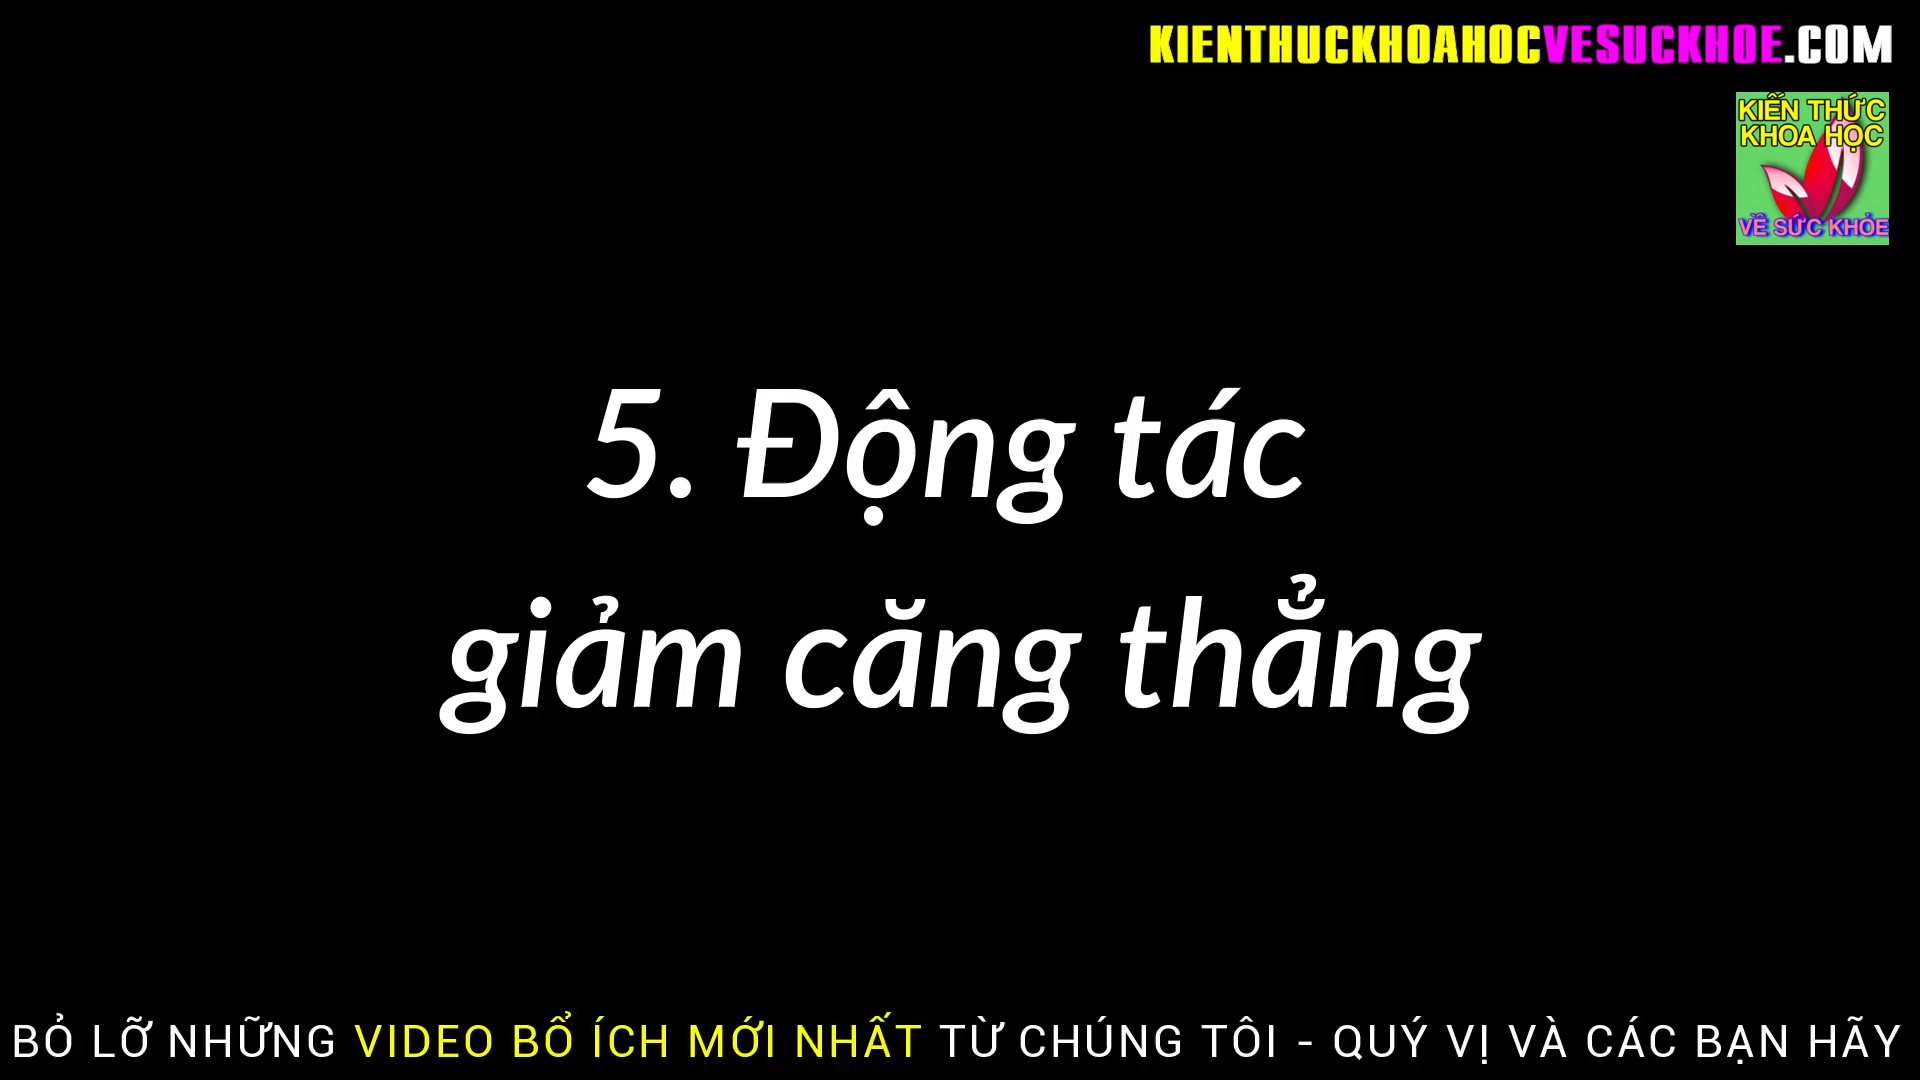 KIENTHUCKHOAHOCVESUCKHOE.COM
KIẾN THỨC
KHOA HỌC
VỀ SỨC KHỎE
5. Động tác
giảm căng thẳng
BỎ LỠ NHỮNG VIDEO BỔ ÍCH MỚI NHẤT TỪ CHÚNG TÔI - QUÝ VỊ VÀ CÁC BẠN HÃY